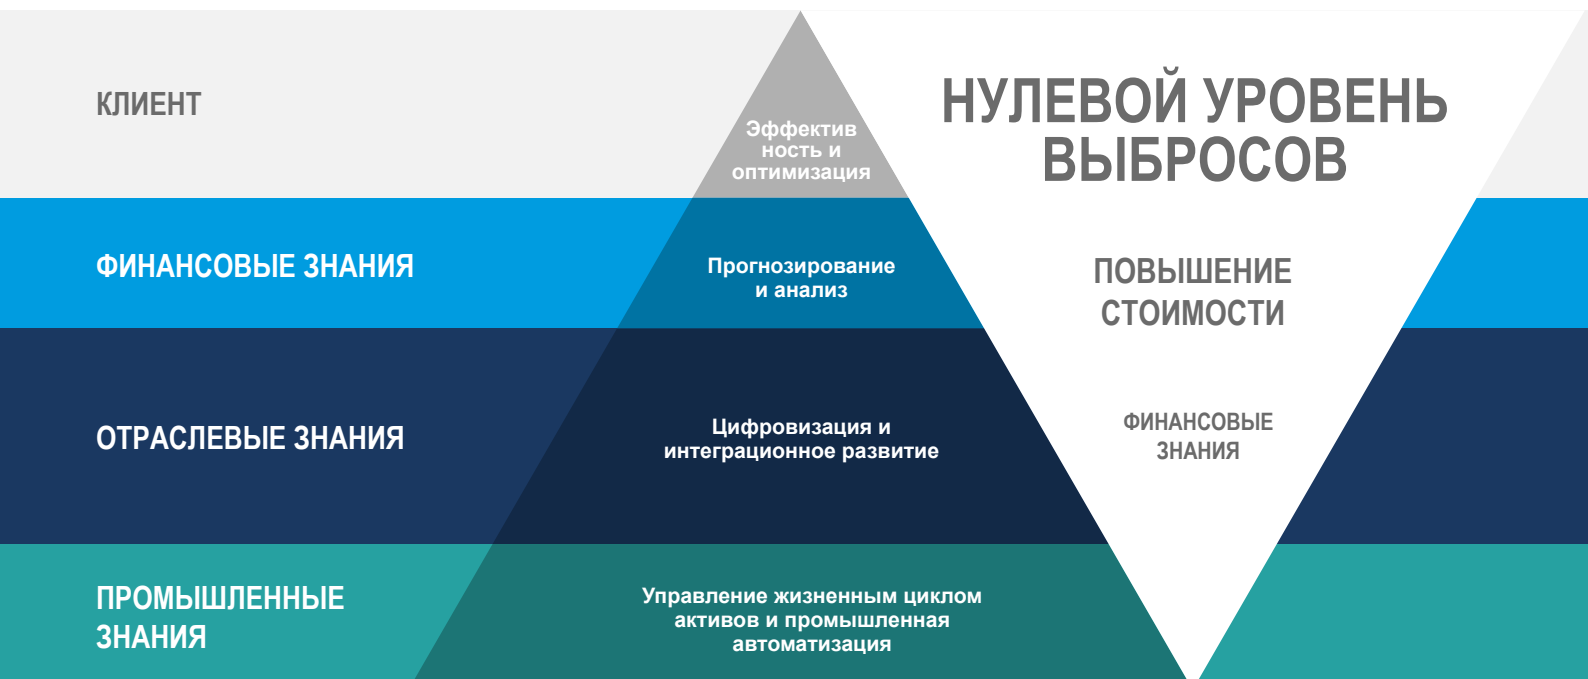 КЛИЕНТ
Эффектив
ность и
оптимизация
НУЛЕВОЙ УРОВЕНЬ
ВЫБРОСОВ
ФИНАНСОВЫЕ ЗНАНИЯ
Прогнозирование
и анализ
ПОВЫШЕНИЕ
СТОИМОСТИ
ОТРАСЛЕВЫЕ ЗНАНИЯ
Цифровизация и
интеграционное развитие
ФИНАНСОВЫЕ
ЗНАНИЯ
ПРОМЫШЛЕННЫЕ
ЗНАНИЯ
Управление жизненным циклом
активов и промышленная
автоматизация